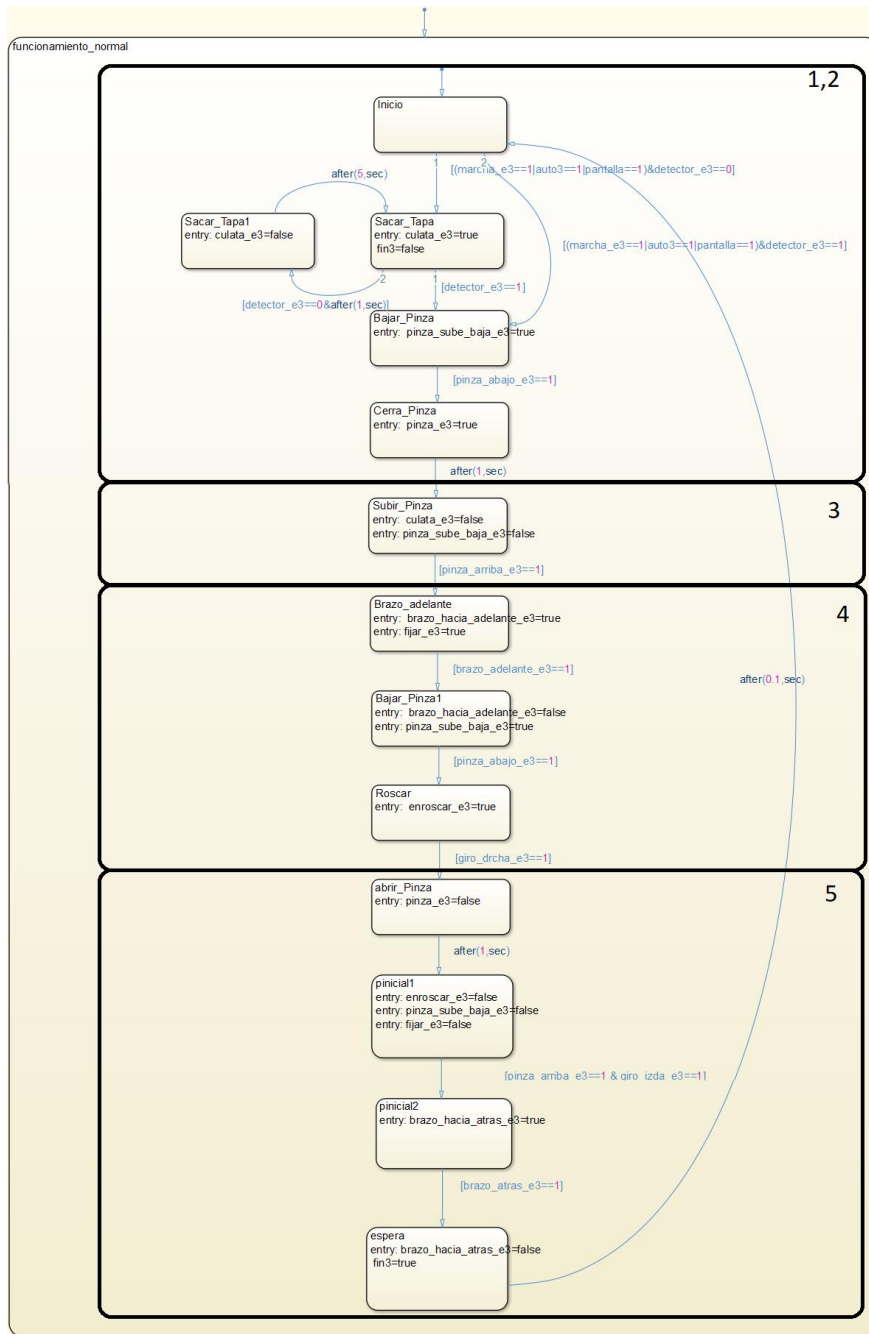 funcionamiento_normal
1,2
Inicio
1
2
[(marcha_e3==1|auto3==1|pantalla==1)&detector_e3==0]
after(5,sec)
Sacar_Tapa1
entry: culata_e3=false
Sacar_Tapa
entry: culata_e3=true
fin3=false
[(marcha_e3==1|auto3==1|pantalla==1)&detector_e3==1]
2
1
[detector_e3==1]
[detector_e3==0&after(1,sec)]
Bajar_Pinza
entry: pinza_sube_baja_e3=true
[pinza_abajo_e3==1]
Cerra_Pinza
entry: pinza_e3=true
after(1,sec)
3
Subir_Pinza
entry: culata_e3=false
entry: pinza_sube_baja_e3=false
[pinza_arriba_e3==1]
4
Brazo_adelante
entry: brazo_hacia_adelante_e3=true
entry: fijar_e3=true
[brazo_adelante_e3==1]
after(0.1,sec)
Bajar_Pinza1
entry: brazo_hacia_adelante_e3=false
entry: pinza_sube_baja_e3=true
[pinza_abajo_e3==1]
Roscar
entry: enroscar_e3=true
[giro_drcha_e3==1]
5
abrir_Pinza
entry: pinza_e3=false
after(1,sec)
pinicial1
entry: enroscar_e3=false
entry: pinza_sube_baja_e3=false
entry: fijar_e3=false
[pinza_arriba_e3==1 & giro_izda_e3==1]
pinicial2
entry: brazo_hacia_atras_e3=true
[brazo_atras_e3==1]
espera
entry: brazo_hacia_atras_e3=false
fin3=true